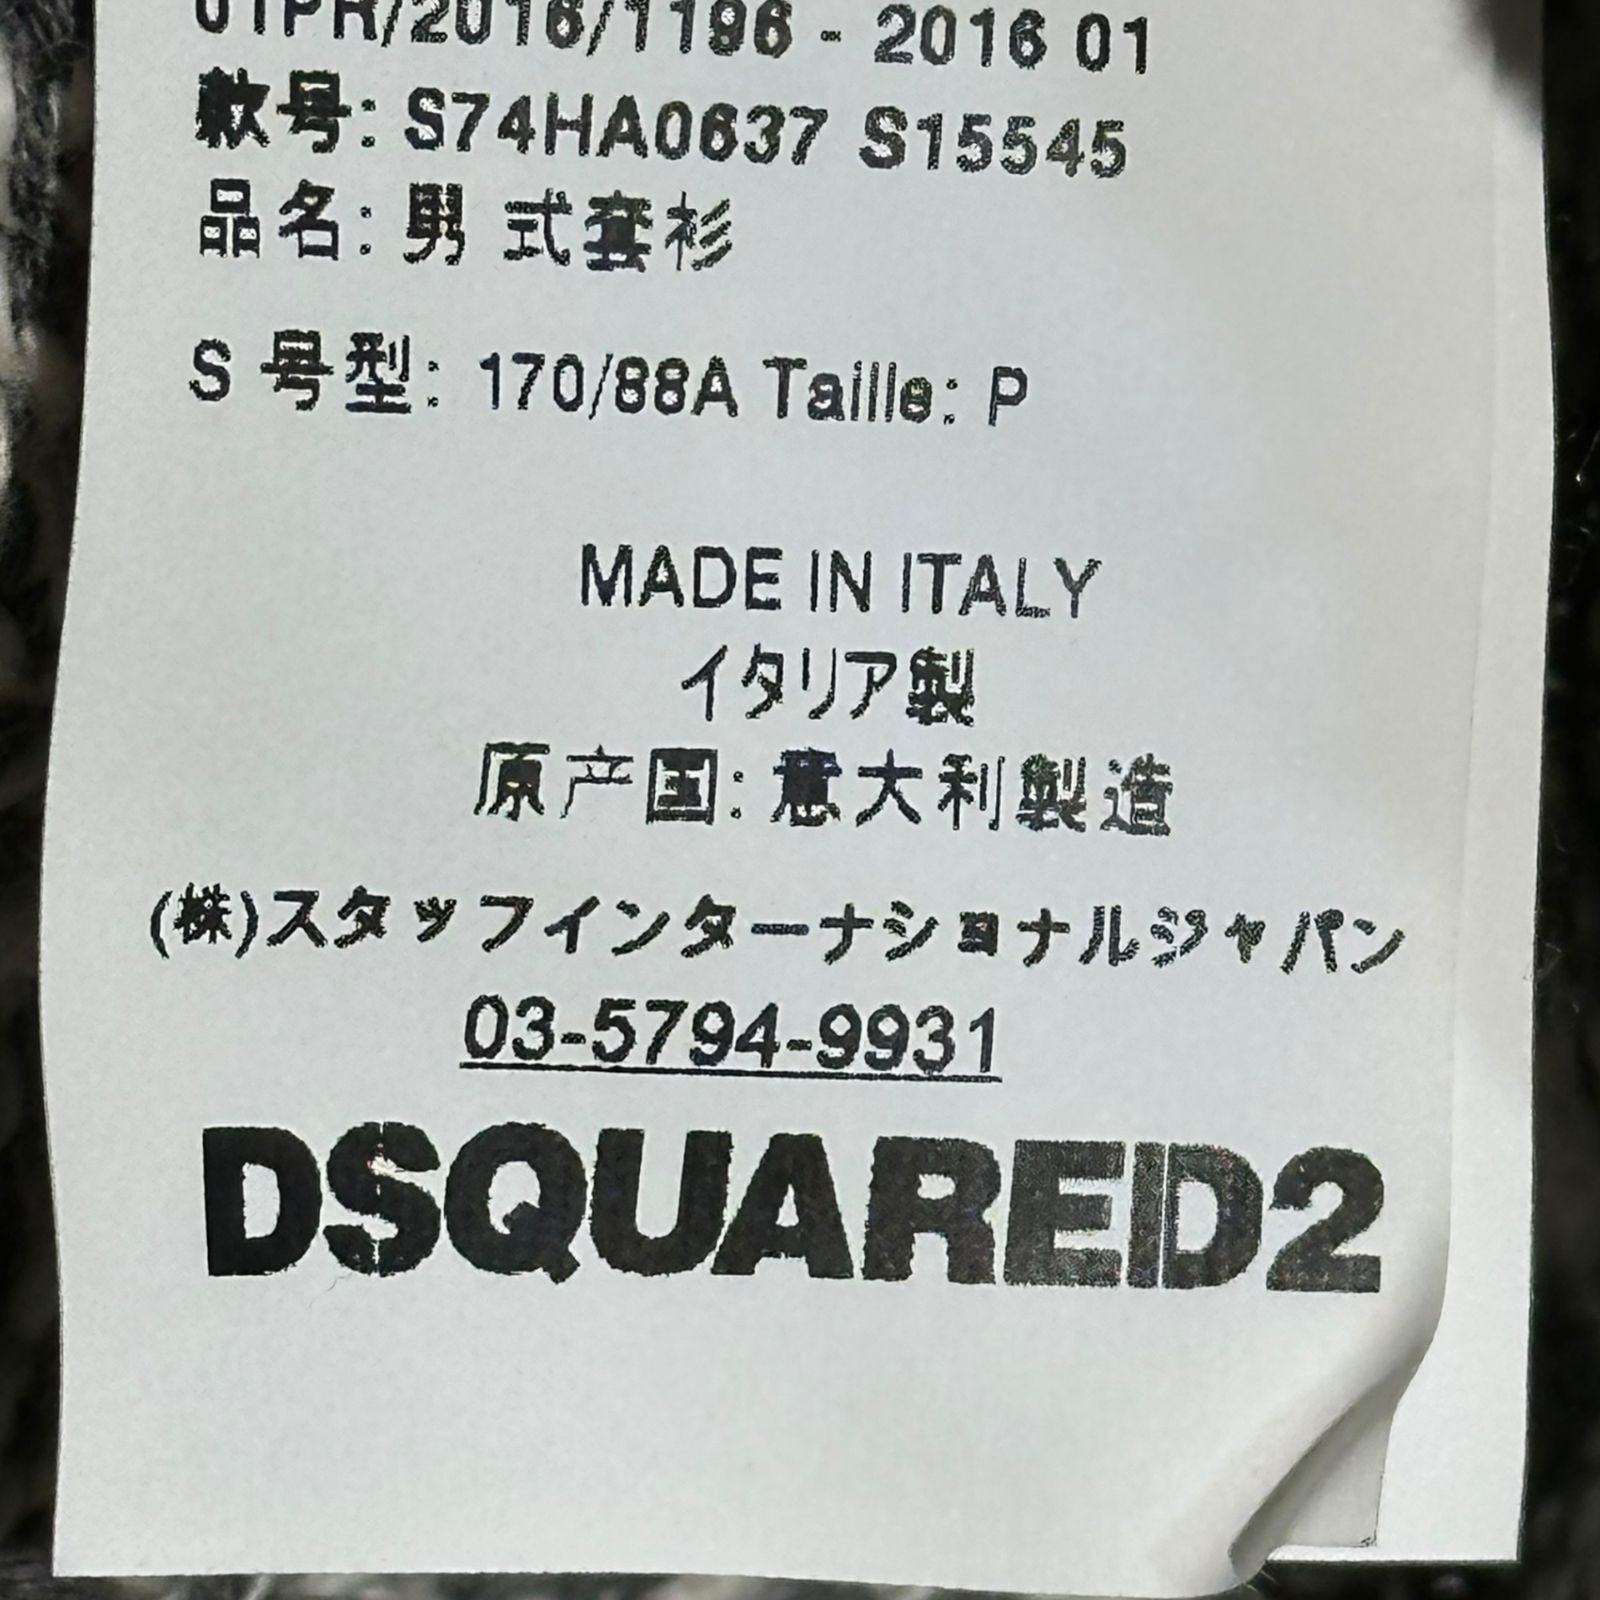 01PR/2016/1196 - 2016 01
款号: S74HA0637 S15545
品名: 男 式套衫
S 号型: 170/88A Taille: P
MADE IN ITALY
イタリア製
原产国: 意大利製造
(株)スタッフインターナショナルジャパン
03-5794-9931
DSQUARED2